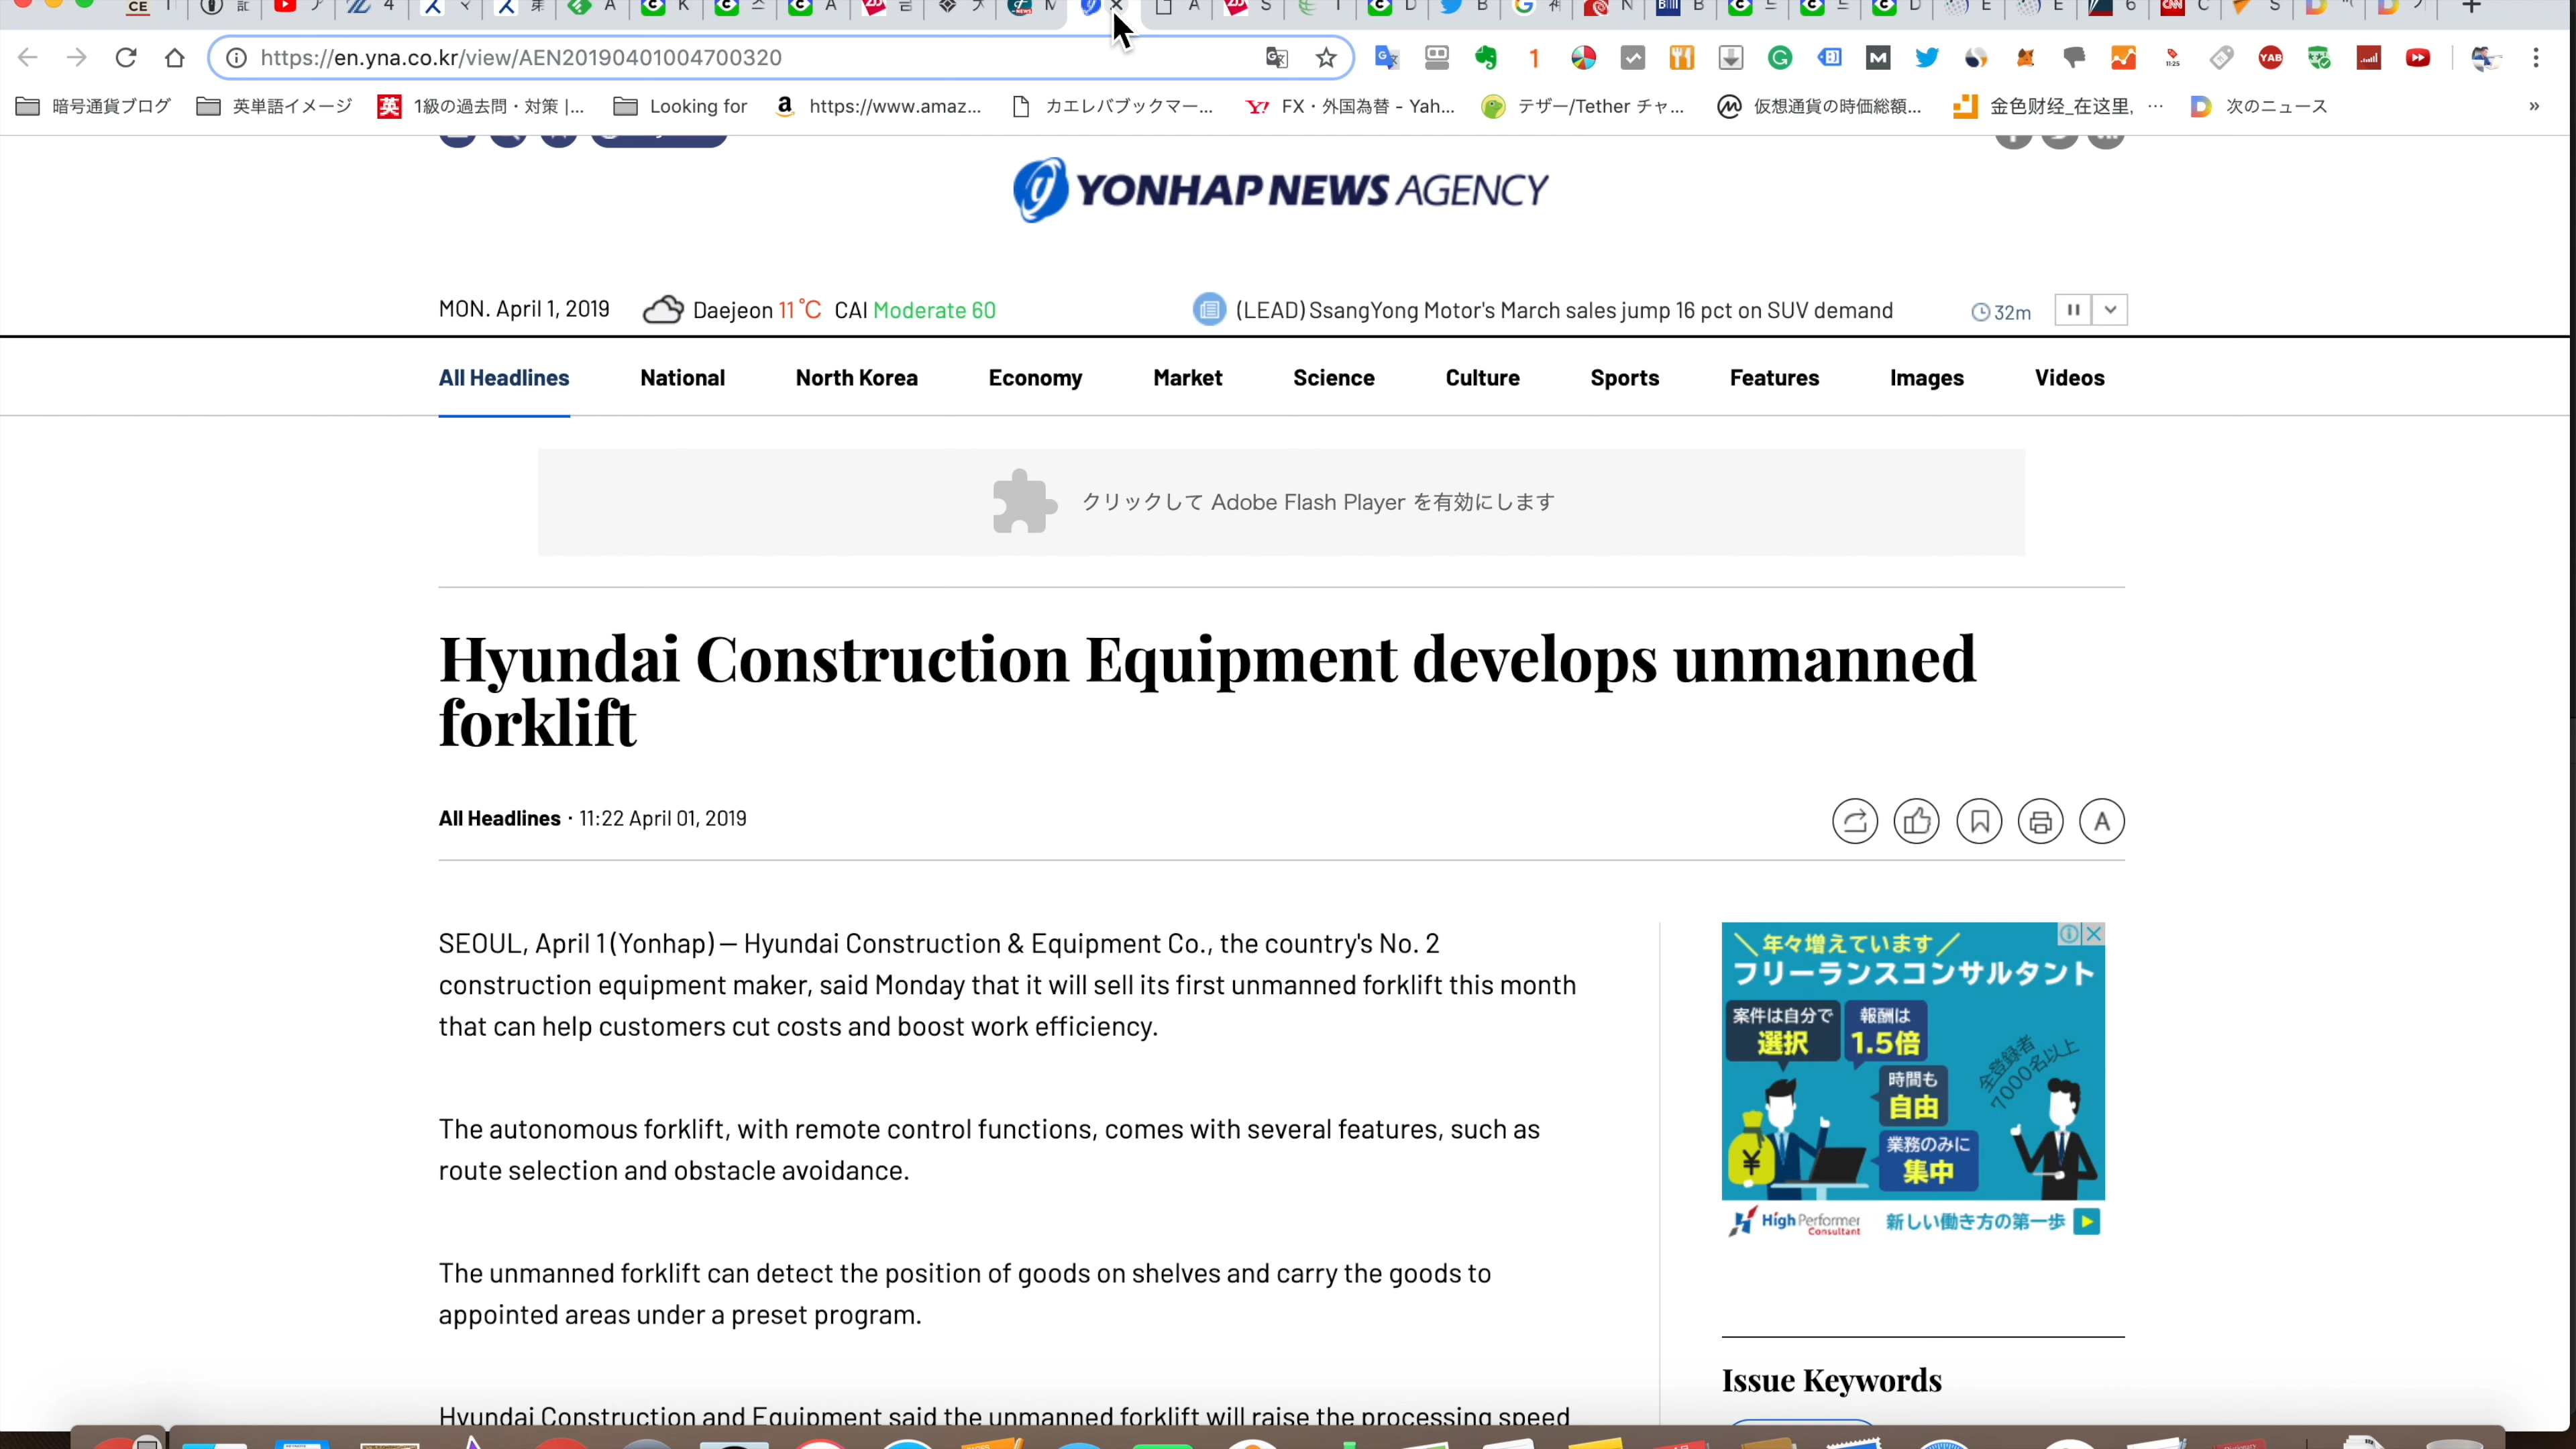 https://en.yna.co.kr/view/AEN20190401004700320
暗号通貨ブログ 英単語イメージ 1級の過去問・対策 |... Looking for https://www.amaz... カエレバブックマー... FX・外国為替 - Yah... テザー/Tether チャ... 仮想通貨の時価総額... 金色财经_在这里, ... 次のニュース
YONHAP NEWS AGENCY
MON. April 1, 2019 Daejeon 11℃ CAI Moderate 60 (LEAD) SsangYong Motor's March sales jump 16 pct on SUV demand 32m
All Headlines National North Korea Economy Market Science Culture Sports Features Images Videos
クリックして Adobe Flash Player を有効にします
Hyundai Construction Equipment develops unmanned
forklift
All Headlines · 11:22 April 01, 2019
A
SEOUL, April 1 (Yonhap) -- Hyundai Construction & Equipment Co., the country's No. 2
construction equipment maker, said Monday that it will sell its first unmanned forklift this month
that can help customers cut costs and boost work efficiency.
The autonomous forklift, with remote control functions, comes with several features, such as
route selection and obstacle avoidance.
The unmanned forklift can detect the position of goods on shelves and carry the goods to
appointed areas under a preset program.
Hyundai Construction and Equipment said the unmanned forklift will raise the processing speed
\年々増えています/
フリーランスコンサルタント
案件は自分で
選択
報酬は
1.5倍
全登録者
7000名以上
時間も
自由
業務のみに
集中
High Performer
Consultant
新しい働き方の第一歩
Issue Keywords